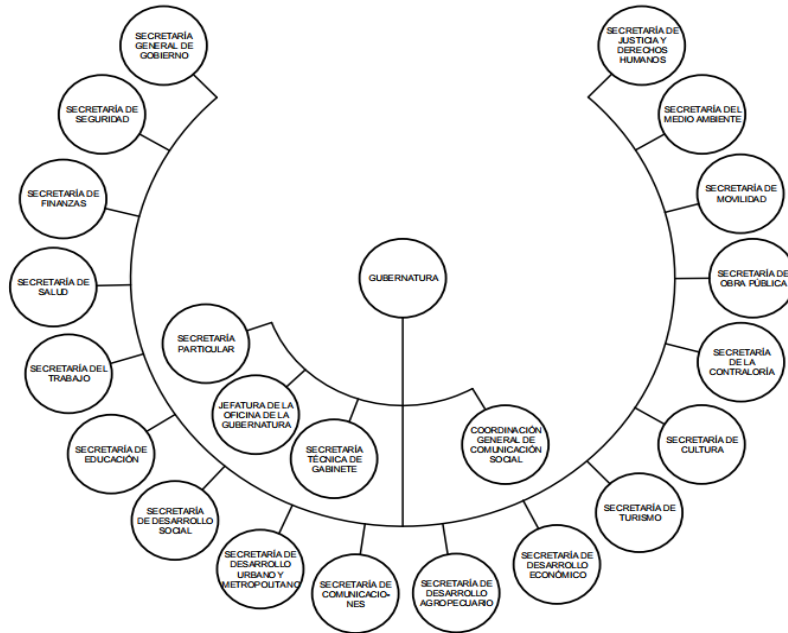 SECRETARÍA
GENERAL DE
GOBIERNO
SECRETARÍA DE
SEGURIDAD
SECRETARÍA DE
FINANZAS
SECRETARÍA DE
SALUD
SECRETARÍA DEL
TRABAJO
SECRETARÍA DE
EDUCACIÓN
SECRETARÍA
DE DESARROLLO
SOCIAL
SECRETARÍA DE
DESARROLLO
URBANO Y
METROPOLITANO
SECRETARÍA DE
COMUNICACIO-
NES
SECRETARÍA DE
DESARROLLO
AGROPECUARIO
SECRETARÍA DE
DESARROLLO
ECONÓMICO
SECRETARÍA DE
TURISMO
SECRETARÍA DE
CULTURA
SECRETARÍA
DE LA
CONTRALORÍA
SECRETARÍA DE
OBRA PÚBLICA
SECRETARÍA DE
MOVILIDAD
SECRETARÍA DEL
MEDIO AMBIENTE
SECRETARÍA DE
JUSTICIA Y
DERECHOS
HUMANOS
GUBERNATURA
SECRETARÍA
PARTICULAR
JEFATURA DE LA
OFICINA DE LA
GUBERNATURA
SECRETARÍA
TÉCNICA DE
GABINETE
COORDINACIÓN
GENERAL DE
COMUNICACIÓN
SOCIAL